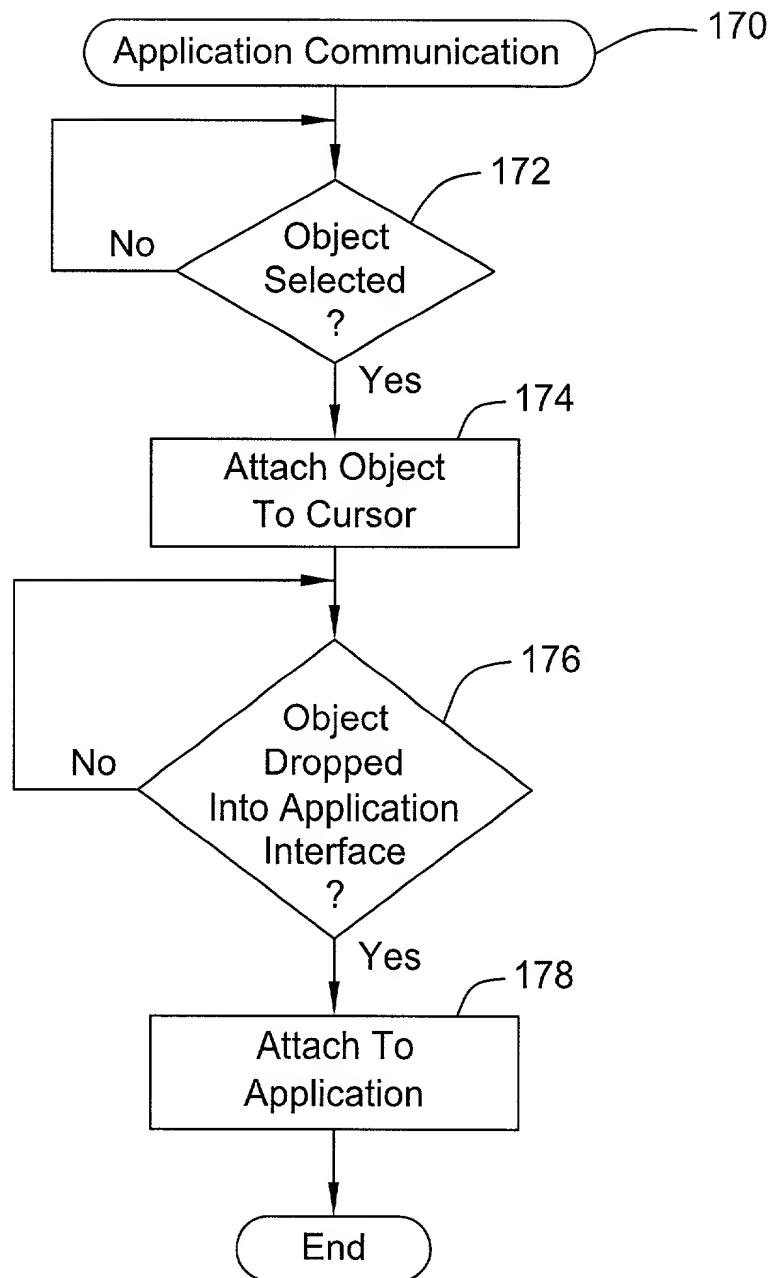 170
Application Communication
172
Object
Selected
?
No
Yes
174
Attach Object
To Cursor
176
Object
Dropped
Into Application
Interface
?
No
Yes
178
Attach To
Application
End